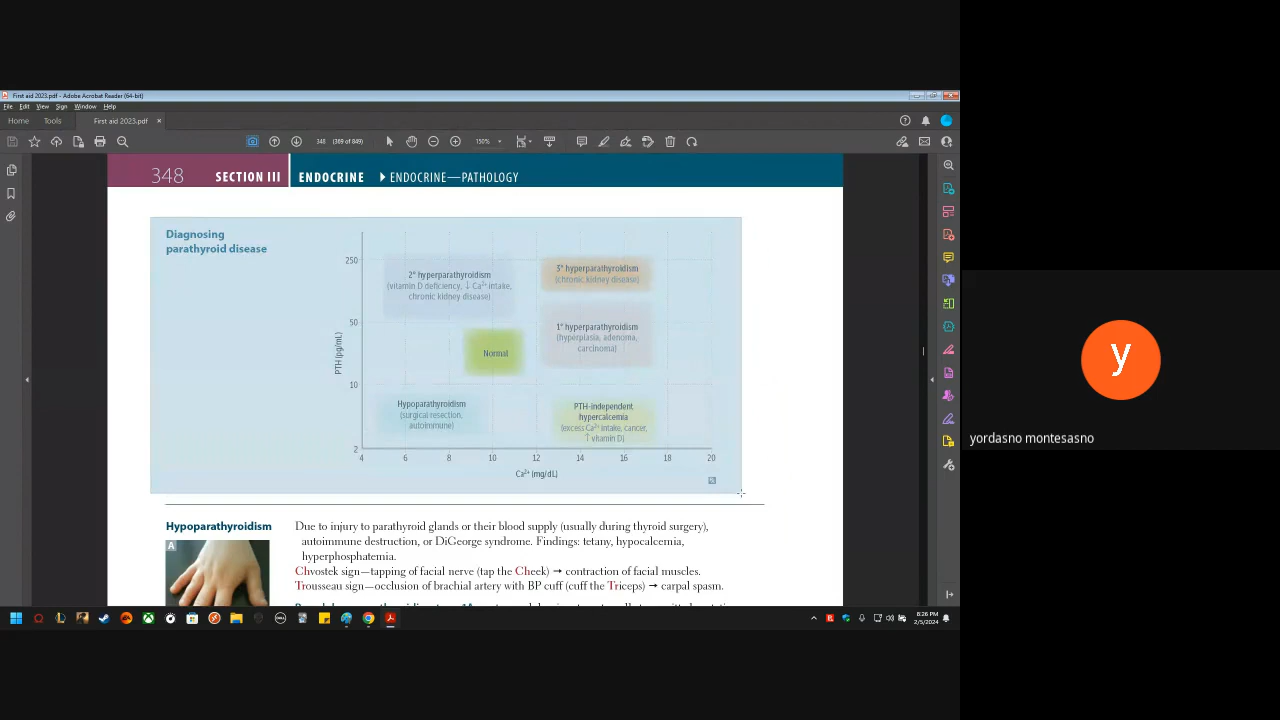 First aid 2023.pdf - Adobe Acrobat Reader (64-bit)
File Edit View Sign Window Help
Home Tools First aid 2023.pdf ×
348 (369 of 849) 150%
348 SECTION III ENDOCRINE ▶ ENDOCRINE—PATHOLOGY
Diagnosing
parathyroid disease
250
50
10
2
PTH (pg/mL)
2° hyperparathyroidism
(vitamin D deficiency, ↓ Ca²⁺ intake,
chronic kidney disease)
3° hyperparathyroidism
(chronic kidney disease)
1° hyperparathyroidism
(hyperplasia, adenoma,
carcinoma)
Normal
Hypoparathyroidism
(surgical resection,
autoimmune)
PTH-independent
hypercalcemia
(excess Ca²⁺ intake, cancer,
↑ vitamin D)
4 6 8 10 12 14 16 18 20
Ca²⁺ (mg/dL)
Hypoparathyroidism
A
Due to injury to parathyroid glands or their blood supply (usually during thyroid surgery),
autoimmune destruction, or DiGeorge syndrome. Findings: tetany, hypocalcemia,
hyperphosphatemia.
Chvostek sign—tapping of facial nerve (tap the Cheek) → contraction of facial muscles.
Trousseau sign—occlusion of brachial artery with BP cuff (cuff the Triceps) → carpal spasm.
8:26 PM
2/5/2024
y
yordasno montesasno